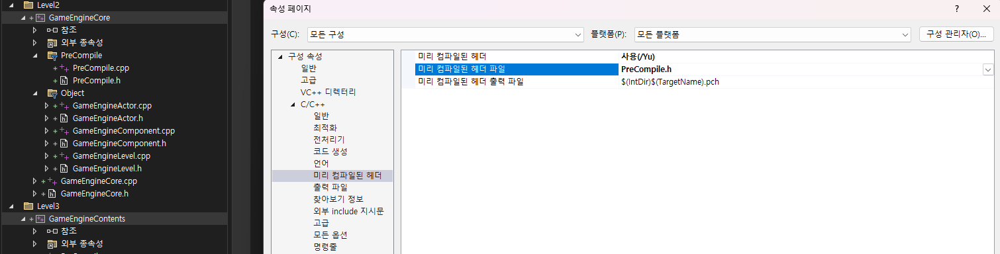 Level2
GameEngineCore
참조
외부 종속성
PreCompile
PreCompile.cpp
PreCompile.h
Object
GameEngineActor.cpp
GameEngineActor.h
GameEngineComponent.cpp
GameEngineComponent.h
GameEngineLevel.cpp
GameEngineLevel.h
GameEngineCore.cpp
GameEngineCore.h
Level3
GameEngineContents
참조
외부 종속성
속성 페이지
구성(C): 모든 구성 플랫폼(P): 모든 플랫폼 구성 관리자(O)...
구성 속성
일반
고급
VC++ 디렉터리
C/C++
일반
최적화
전처리기
코드 생성
언어
미리 컴파일된 헤더
출력 파일
찾아보기 정보
외부 include 지시문
고급
모든 옵션
명령줄
미리 컴파일된 헤더 사용(/Yu)
미리 컴파일된 헤더 파일 PreCompile.h
미리 컴파일된 헤더 출력 파일 $(IntDir)$(TargetName).pch